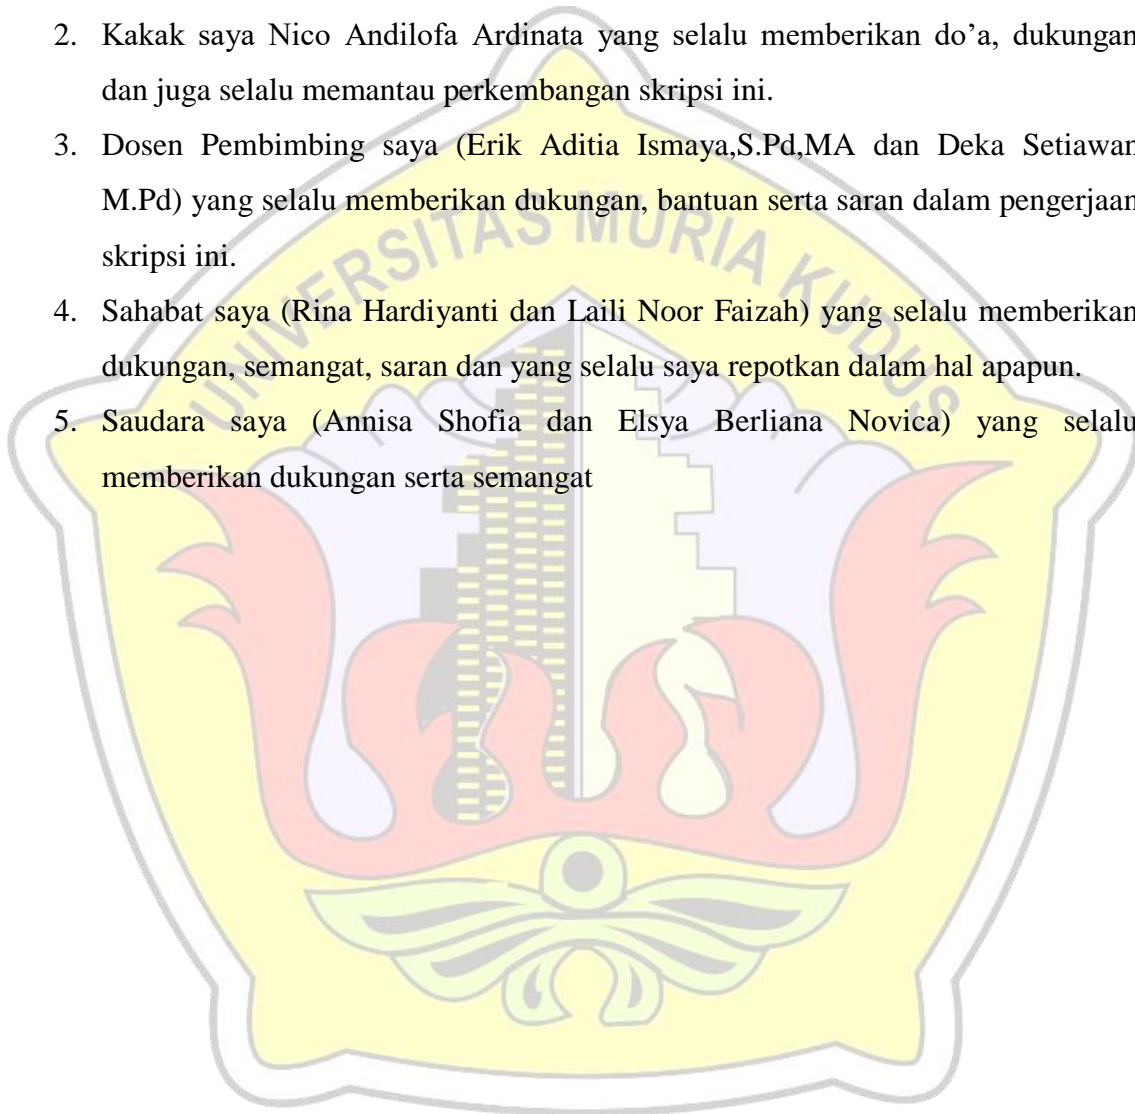 2. Kakak saya Nico Andilofa Ardinata yang selalu memberikan do’a, dukungan
dan juga selalu memantau perkembangan skripsi ini.
3. Dosen Pembimbing saya (Erik Aditia Ismaya,S.Pd,MA dan Deka Setiawan
M.Pd) yang selalu memberikan dukungan, bantuan serta saran dalam pengerjaan
skripsi ini.
UNIVERSITAS MURIA KUDUS
4. Sahabat saya (Rina Hardiyanti dan Laili Noor Faizah) yang selalu memberikan
dukungan, semangat, saran dan yang selalu saya repotkan dalam hal apapun.
5. Saudara saya (Annisa Shofia dan Elsya Berliana Novica) yang selalu
memberikan dukungan serta semangat